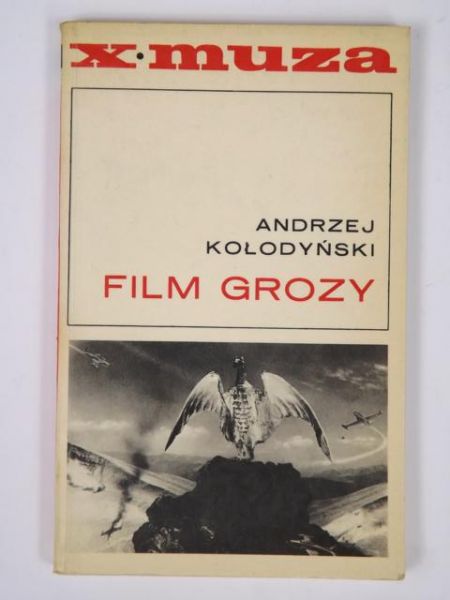 x·muza
ANDRZEJ
KOŁODYŃSKI
FILM GROZY